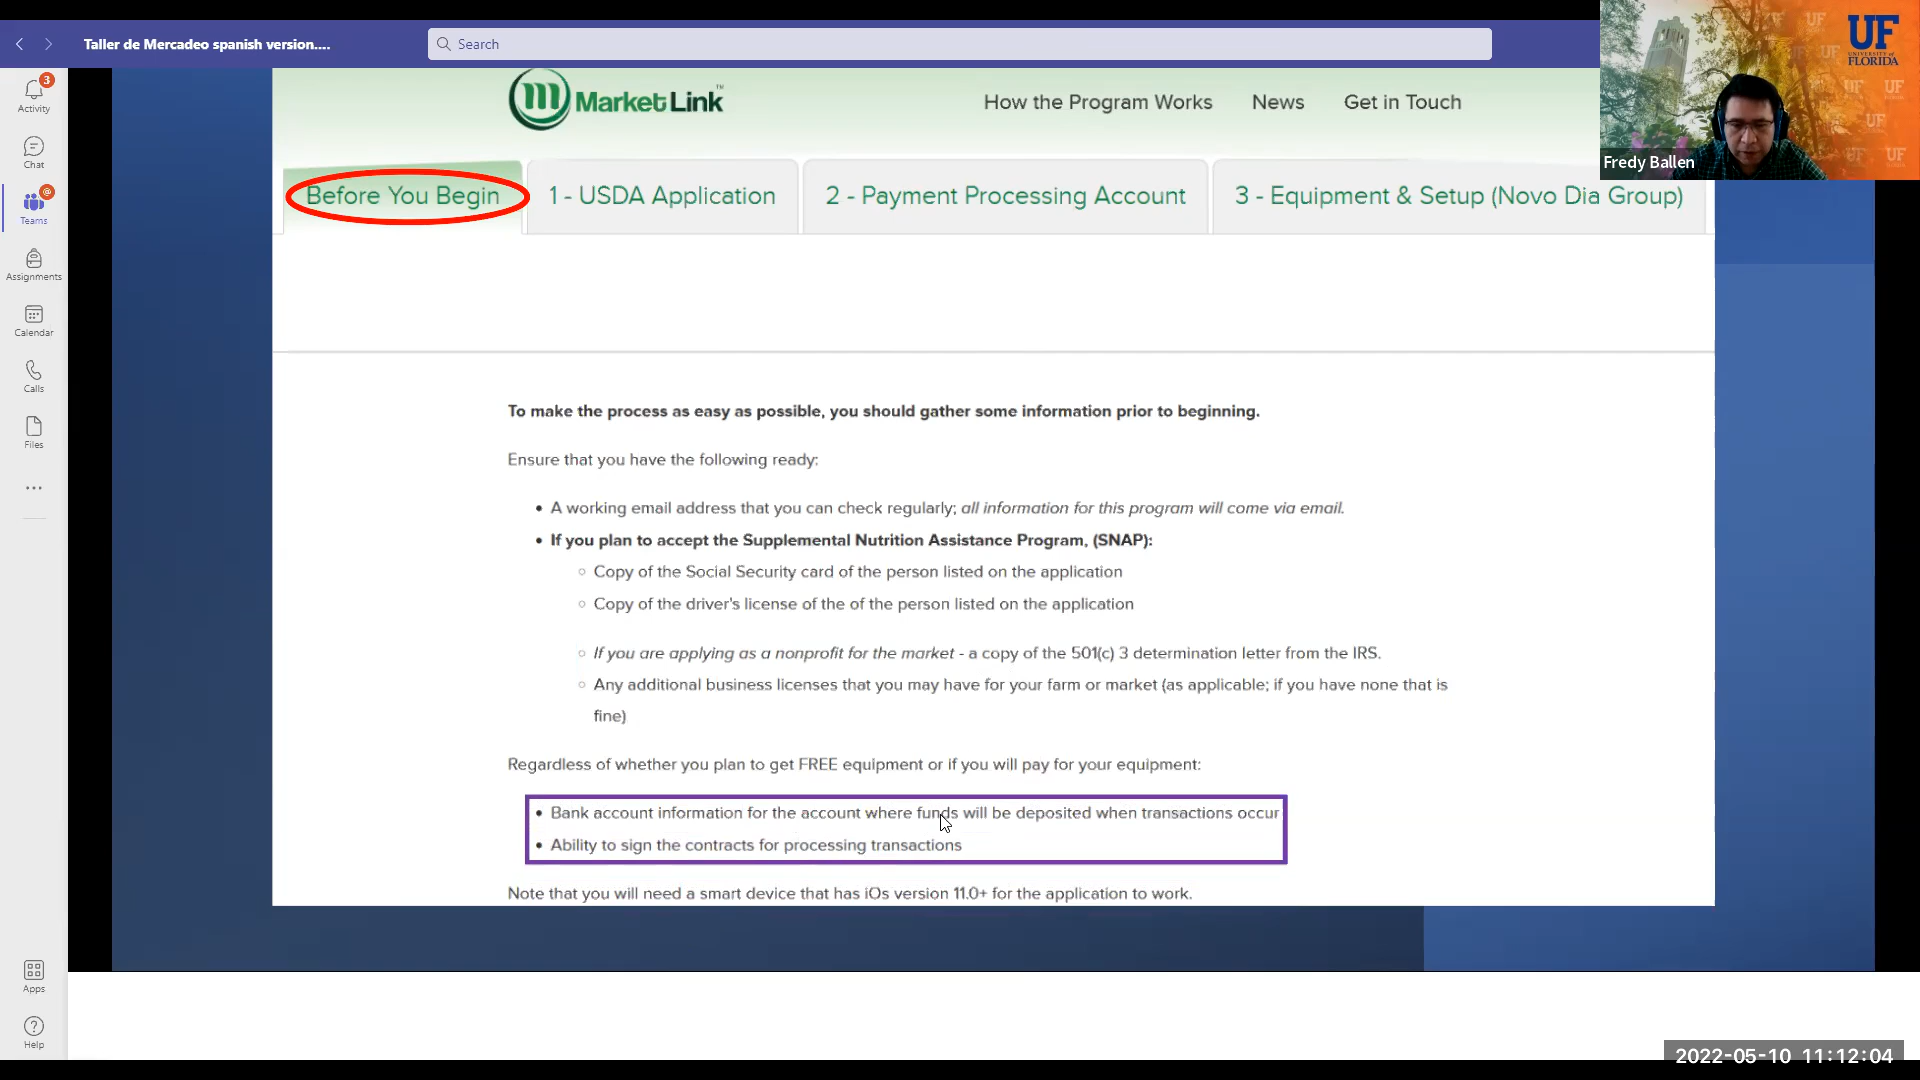 Taller de Mercadeo spanish version....
Search
UF
UNIVERSITY of
FLORIDA
Fredy Ballen
3
Activity
Chat
Teams
Assignments
Calendar
Calls
Files
...
Apps
Help
MarketLink™
How the Program Works
News
Get in Touch
Before You Begin
1 - USDA Application
2 - Payment Processing Account
3 - Equipment & Setup (Novo Dia Group)
To make the process as easy as possible, you should gather some information prior to beginning.
Ensure that you have the following ready:
• A working email address that you can check regularly; all information for this program will come via email.
• If you plan to accept the Supplemental Nutrition Assistance Program, (SNAP):
○ Copy of the Social Security card of the person listed on the application
○ Copy of the driver's license of the of the person listed on the application
○ If you are applying as a nonprofit for the market - a copy of the 501(c) 3 determination letter from the IRS.
○ Any additional business licenses that you may have for your farm or market (as applicable; if you have none that is
fine)
Regardless of whether you plan to get FREE equipment or if you will pay for your equipment:
• Bank account information for the account where funds will be deposited when transactions occur
• Ability to sign the contracts for processing transactions
Note that you will need a smart device that has iOs version 11.0+ for the application to work.
2022-05-10 11:12:04